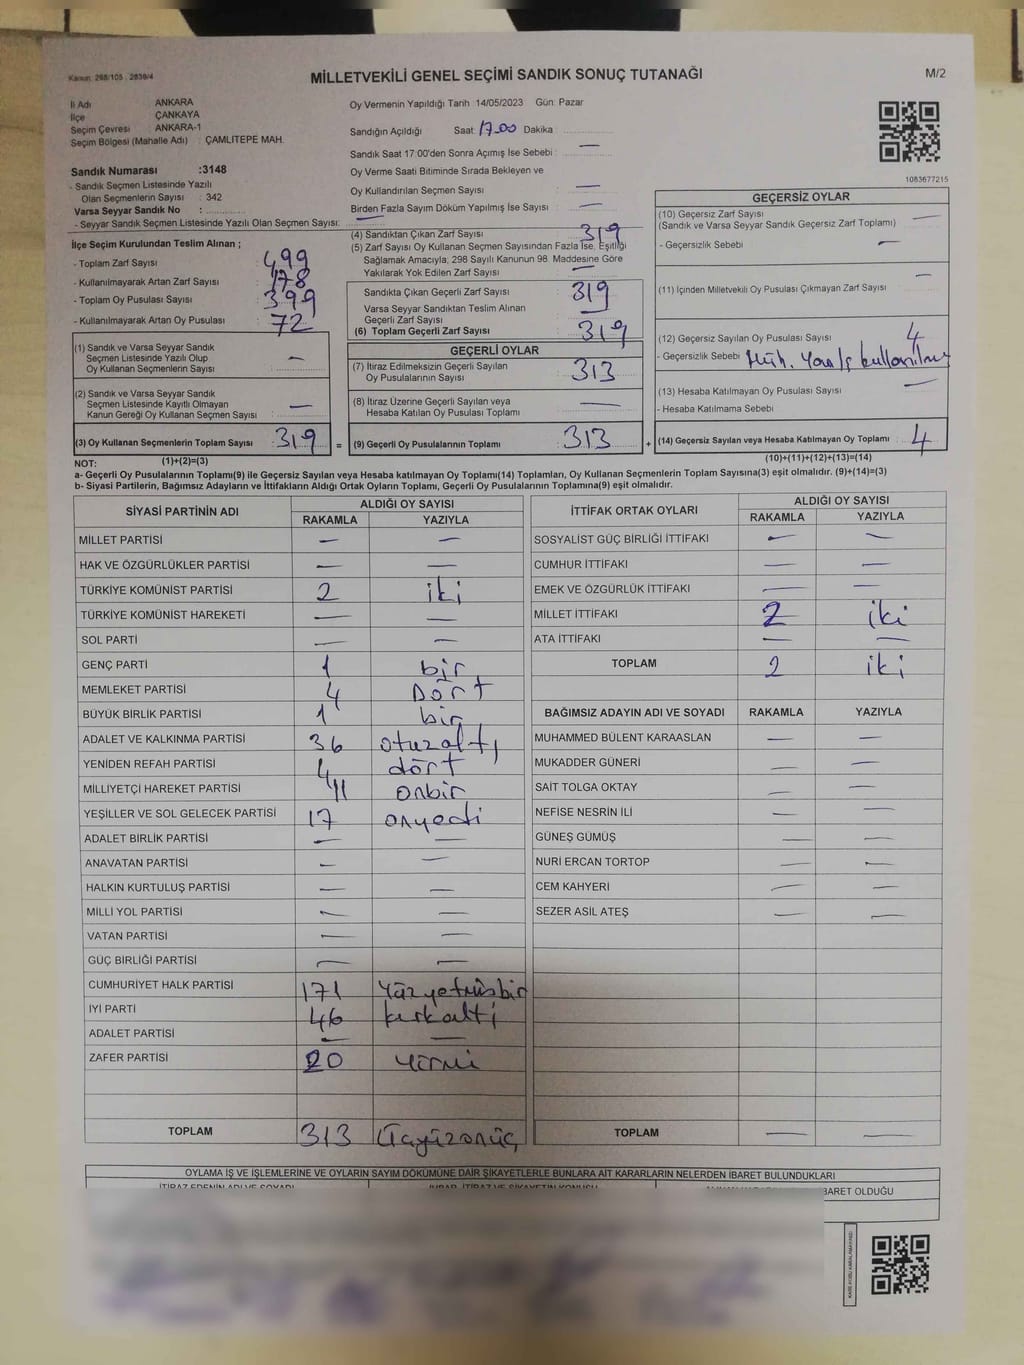 Kanun: 298/105 - 2839/4
MİLLETVEKİLİ GENEL SEÇİMİ SANDIK SONUÇ TUTANAĞI
M/2
İl Adı ANKARA
İlçe ÇANKAYA
Seçim Çevresi ANKARA-1
Seçim Bölgesi (Mahalle Adı) : ÇAMLITEPE MAH.
Sandık Numarası :3148
- Sandık Seçmen Listesinde Yazılı
Olan Seçmenlerin Sayısı : 342
Varsa Seyyar Sandık No :
- Seyyar Sandık Seçmen Listesinde Yazılı Olan Seçmen Sayısı: —
Oy Vermenin Yapıldığı Tarih :14/05/2023 Gün: Pazar
Sandığın Açıldığı Saat: 17.00 Dakika :
Sandık Saat 17:00'den Sonra Açımış İse Sebebi : —
Oy Verme Saati Bitiminde Sırada Bekleyen ve
Oy Kullandırılan Seçmen Sayısı : —
Birden Fazla Sayım Döküm Yapılmış İse Sayısı : —
1083677215
İlçe Seçim Kurulundan Teslim Alınan ;
- Toplam Zarf Sayısı : 499
- Kullanılmayarak Artan Zarf Sayısı : 178
- Toplam Oy Pusulası Sayısı : 399
- Kullanılmayarak Artan Oy Pusulası : 72
(1) Sandık ve Varsa Seyyar Sandık
Seçmen Listesinde Yazılı Olup
Oy Kullanan Seçmenlerin Sayısı : —
(2) Sandık ve Varsa Seyyar Sandık
Seçmen Listesinde Kayıtlı Olmayan
Kanun Gereği Oy Kullanan Seçmen Sayısı : —
(4) Sandıktan Çıkan Zarf Sayısı : 319
(5) Zarf Sayısı Oy Kullanan Seçmen Sayısından Fazla İse, Eşitliği
Sağlamak Amacıyla, 298 Sayılı Kanunun 98. Maddesine Göre
Yakılarak Yok Edilen Zarf Sayısı : —
Sandıkta Çıkan Geçerli Zarf Sayısı : 319
Varsa Seyyar Sandıktan Teslim Alınan
Geçerli Zarf Sayısı : —
(6) Toplam Geçerli Zarf Sayısı : 319
GEÇERLİ OYLAR
(7) İtiraz Edilmeksizin Geçerli Sayılan
Oy Pusulalarının Sayısı : 313
(8) İtiraz Üzerine Geçerli Sayılan veya
Hesaba Katılan Oy Pusulası Toplamı : —
GEÇERSİZ OYLAR
(10) Geçersiz Zarf Sayısı : —
(Sandık ve Varsa Seyyar Sandık Geçersiz Zarf Toplamı)
- Geçersizlik Sebebi : —
(11) İçinden Milletvekili Oy Pusulası Çıkmayan Zarf Sayısı : —
(12) Geçersiz Sayılan Oy Pusulası Sayısı : 4
- Geçersizlik Sebebi : Müh. Yanlış kullanılmış
(13) Hesaba Katılmayan Oy Pusulası Sayısı : —
- Hesaba Katılmama Sebebi :
(3) Oy Kullanan Seçmenlerin Toplam Sayısı : 319 = (9) Geçerli Oy Pusulalarının Toplamı : 313 + (14) Geçersiz Sayılan veya Hesaba Katılmayan Oy Toplamı : 4
NOT: (1)+(2)=(3) (10)+(11)+(12)+(13)=(14)
a- Geçerli Oy Pusulalarının Toplamı(9) ile Geçersiz Sayılan veya Hesaba katılmayan Oy Toplamı(14) Toplamları, Oy Kullanan Seçmenlerin Toplam Sayısına(3) eşit olmalıdır. (9)+(14)=(3)
b- Siyasi Partilerin, Bağımsız Adayların ve İttifakların Aldığı Ortak Oyların Toplamı, Geçerli Oy Pusulalarının Toplamına(9) eşit olmalıdır.
SİYASİ PARTİNİN ADI ALDIĞI OY SAYISI
RAKAMLA YAZIYLA
MİLLET PARTİSİ — —
HAK VE ÖZGÜRLÜKLER PARTİSİ — —
TÜRKİYE KOMÜNİST PARTİSİ 2 iki
TÜRKİYE KOMÜNİST HAREKETİ — —
SOL PARTİ — —
GENÇ PARTİ 1 bir
MEMLEKET PARTİSİ 4 Dört
BÜYÜK BİRLİK PARTİSİ 1 bir
ADALET VE KALKINMA PARTİSİ 36 otuzaltı
YENİDEN REFAH PARTİSİ 4 dört
MİLLİYETÇİ HAREKET PARTİSİ 11 onbir
YEŞİLLER VE SOL GELECEK PARTİSİ 17 onyedi
ADALET BİRLİK PARTİSİ — —
ANAVATAN PARTİSİ — —
HALKIN KURTULUŞ PARTİSİ — —
MİLLİ YOL PARTİSİ — —
VATAN PARTİSİ — —
GÜÇ BİRLİĞİ PARTİSİ — —
CUMHURİYET HALK PARTİSİ 171 Yüzyetmişbir
İYİ PARTİ 46 kırkaltı
ADALET PARTİSİ — —
ZAFER PARTİSİ 20 Yirmi
TOPLAM 313 Üçyüzonüç
İTTİFAK ORTAK OYLARI ALDIĞI OY SAYISI
RAKAMLA YAZIYLA
SOSYALİST GÜÇ BİRLİĞİ İTTİFAKI — —
CUMHUR İTTİFAKI — —
EMEK VE ÖZGÜRLÜK İTTİFAKI — —
MİLLET İTTİFAKI 2 iki
ATA İTTİFAKI — —
TOPLAM 2 iki
BAĞIMSIZ ADAYIN ADI VE SOYADI RAKAMLA YAZIYLA
MUHAMMED BÜLENT KARAASLAN — —
MUKADDER GÜNERİ — —
SAİT TOLGA OKTAY — —
NEFİSE NESRİN İLİ — —
GÜNEŞ GÜMÜŞ — —
NURİ ERCAN TORTOP — —
CEM KAHYERİ — —
SEZER ASİL ATEŞ — —
TOPLAM — —
OYLAMA İŞ VE İŞLEMLERİNE VE OYLARIN SAYIM DÖKÜMÜNE DAİR ŞİKAYETLERLE BUNLARA AİT KARARLARIN NELERDEN İBARET BULUNDUKLARI
İTİRAZ EDENİN ADI VE SOYADI İHBAR, İTİRAZ VE ŞİKAYETİN KONUSU BARET OLDUĞU
KARE KODU KARALAMAYINIZ!